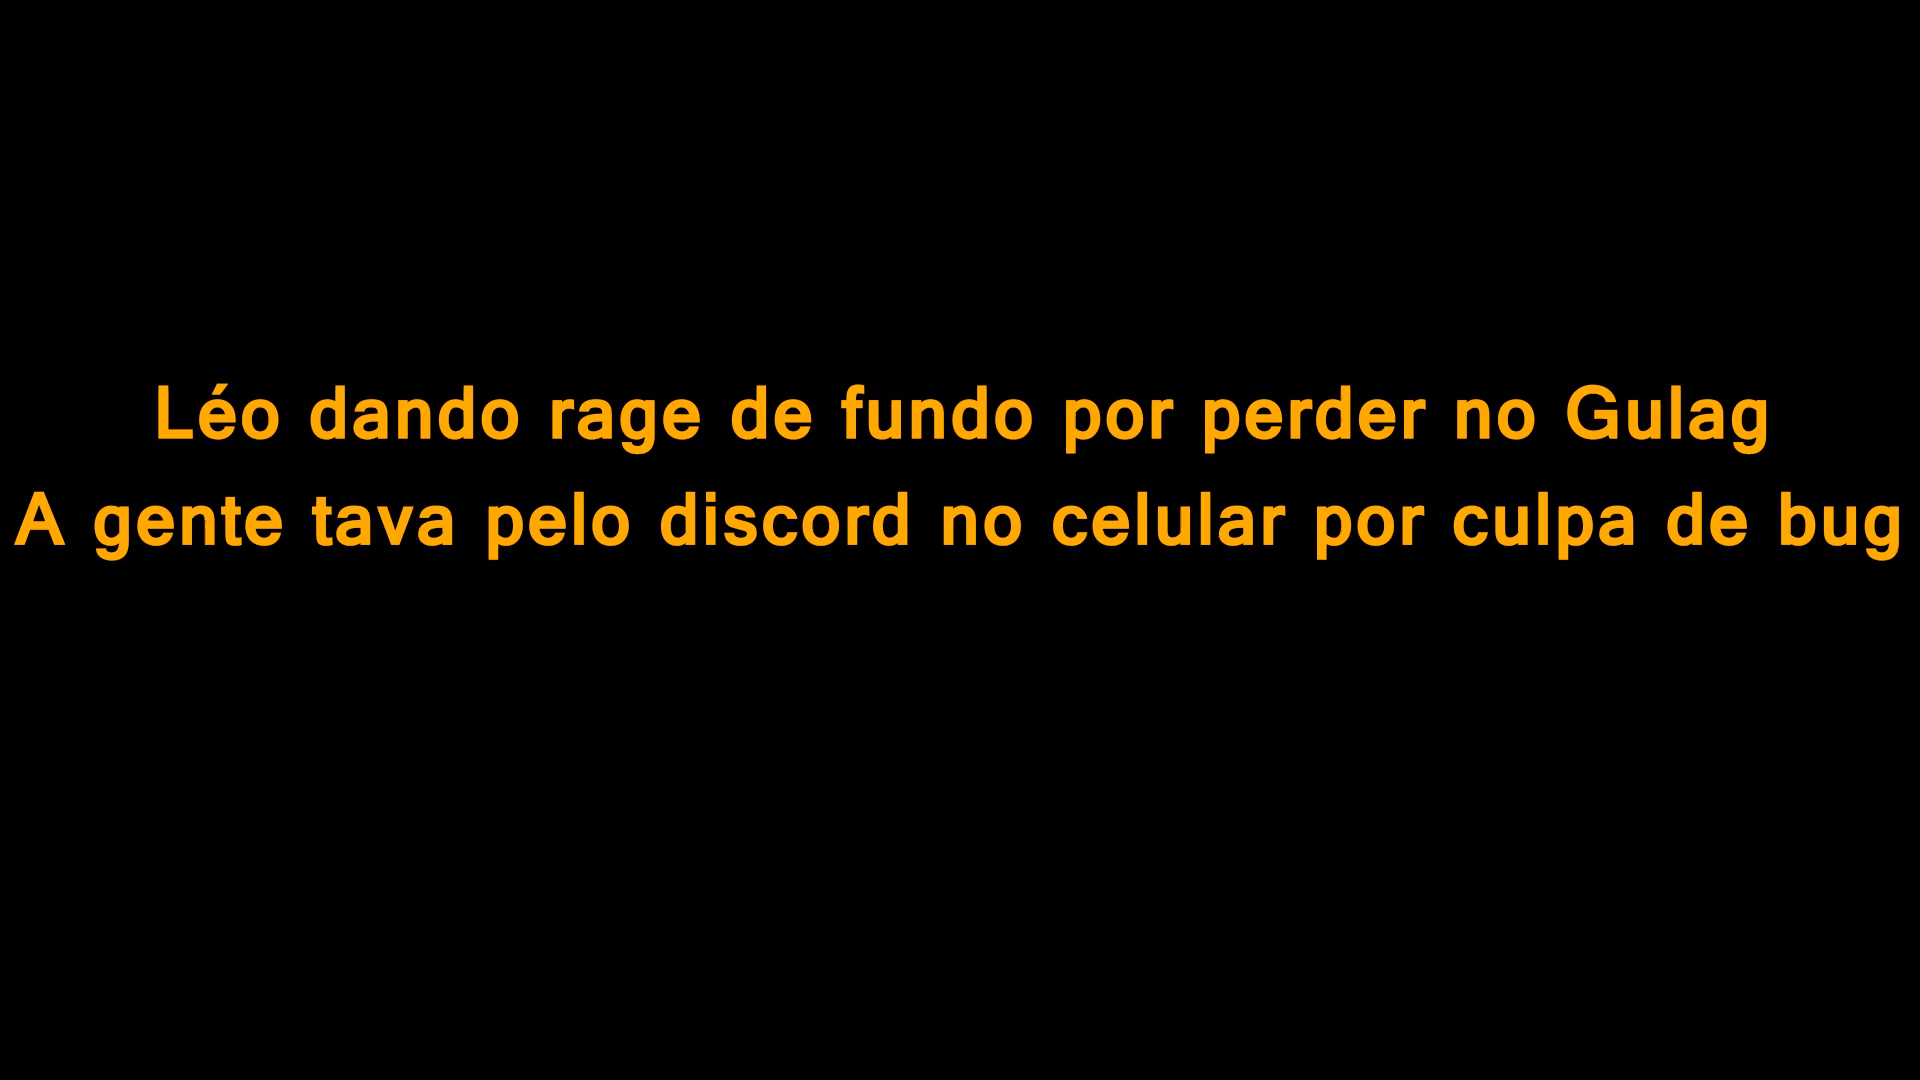 Léo dando rage de fundo por perder no Gulag
A gente tava pelo discord no celular por culpa de bug